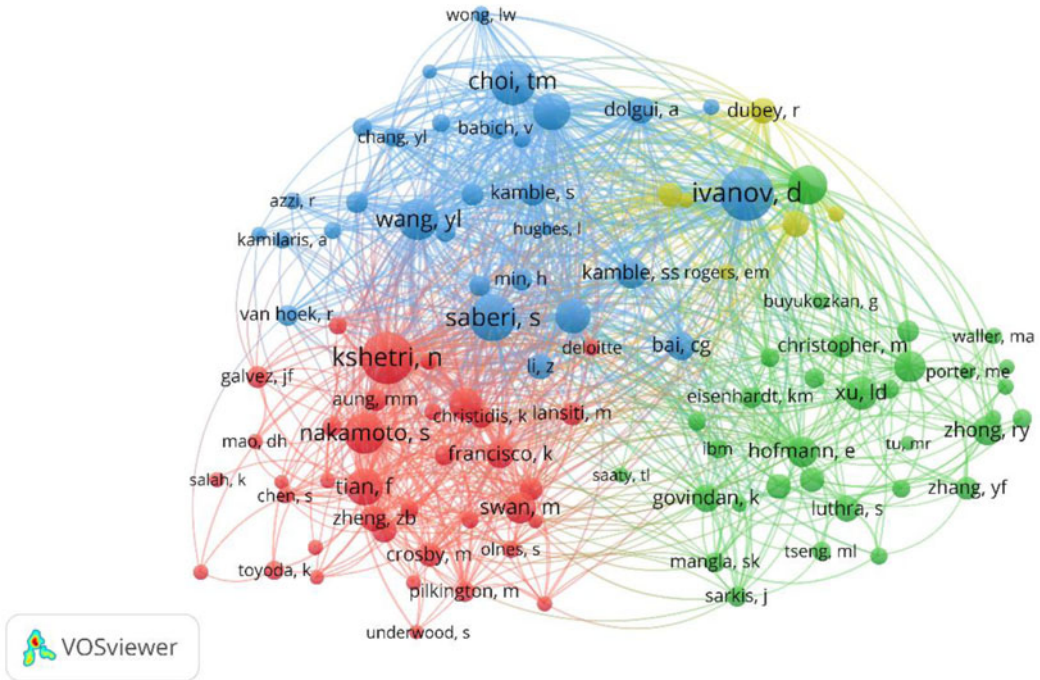 wong, lw
choi, tm
dolgui, a
dubey, r
babich, v
chang, yl
kamble, s
ivanov, d
azzi, r
wang, yl
hughes, l
kamilaris, a
kamble, ss
rogers, em
min, h
buyukozkan, g
van hoek, r
saberi, s
waller, ma
deloitte
bai, cg
christopher, m
kshetri, n
li, z
porter, me
galvez, jf
xu, ld
eisenhardt, km
aung, mm
christidis, k
lansiti, m
nakamoto, s
zhong, ry
mao, dh
tu, mr
ibm
hofmann, e
francisco, k
salah, k
saaty, tl
tian, f
zhang, yf
chen, s
govindan, k
swan, m
luthra, s
zheng, zb
olnes, s
tseng, ml
crosby, m
mangla, sk
toyoda, k
pilkington, m
sarkis, j
underwood, s
VOSviewer